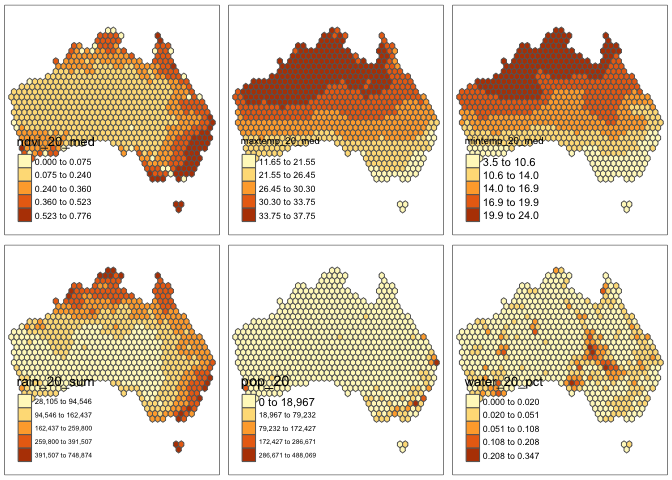 ndvi_20_med
0.000 to 0.075
0.075 to 0.240
0.240 to 0.360
0.360 to 0.523
0.523 to 0.776
maxtemp_20_med
11.65 to 21.55
21.55 to 26.45
26.45 to 30.30
30.30 to 33.75
33.75 to 37.75
mintemp_20_med
3.5 to 10.6
10.6 to 14.0
14.0 to 16.9
16.9 to 19.9
19.9 to 24.0
rain_20_sum
28,105 to 94,546
94,546 to 162,437
162,437 to 259,800
259,800 to 391,507
391,507 to 748,874
pop_20
0 to 18,967
18,967 to 79,232
79,232 to 172,427
172,427 to 286,671
286,671 to 488,069
water_20_pct
0.000 to 0.020
0.020 to 0.051
0.051 to 0.108
0.108 to 0.208
0.208 to 0.347